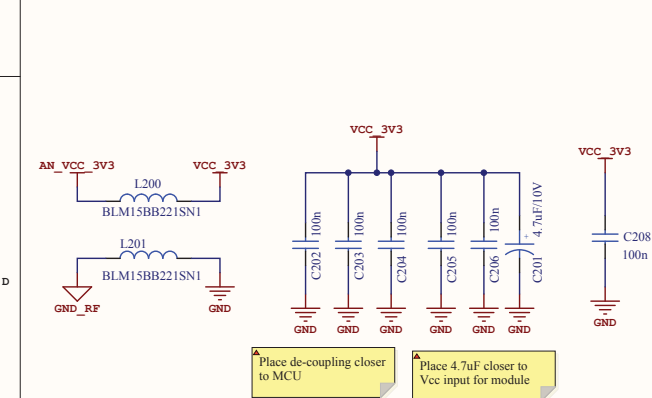 VCC_3V3
AN_VCC_3V3
VCC_3V3
VCC_3V3
L200
BLM15BB221SN1
L201
BLM15BB221SN1
GND_RF
GND
C202
100n
C203
100n
C204
100n
C205
100n
C206
100n
C201
4.7uF/10V
+
C208
100n
GND
GND
GND
GND
GND
GND
GND
D
Place de-coupling closer
to MCU
Place 4.7uF closer to
Vcc input for module